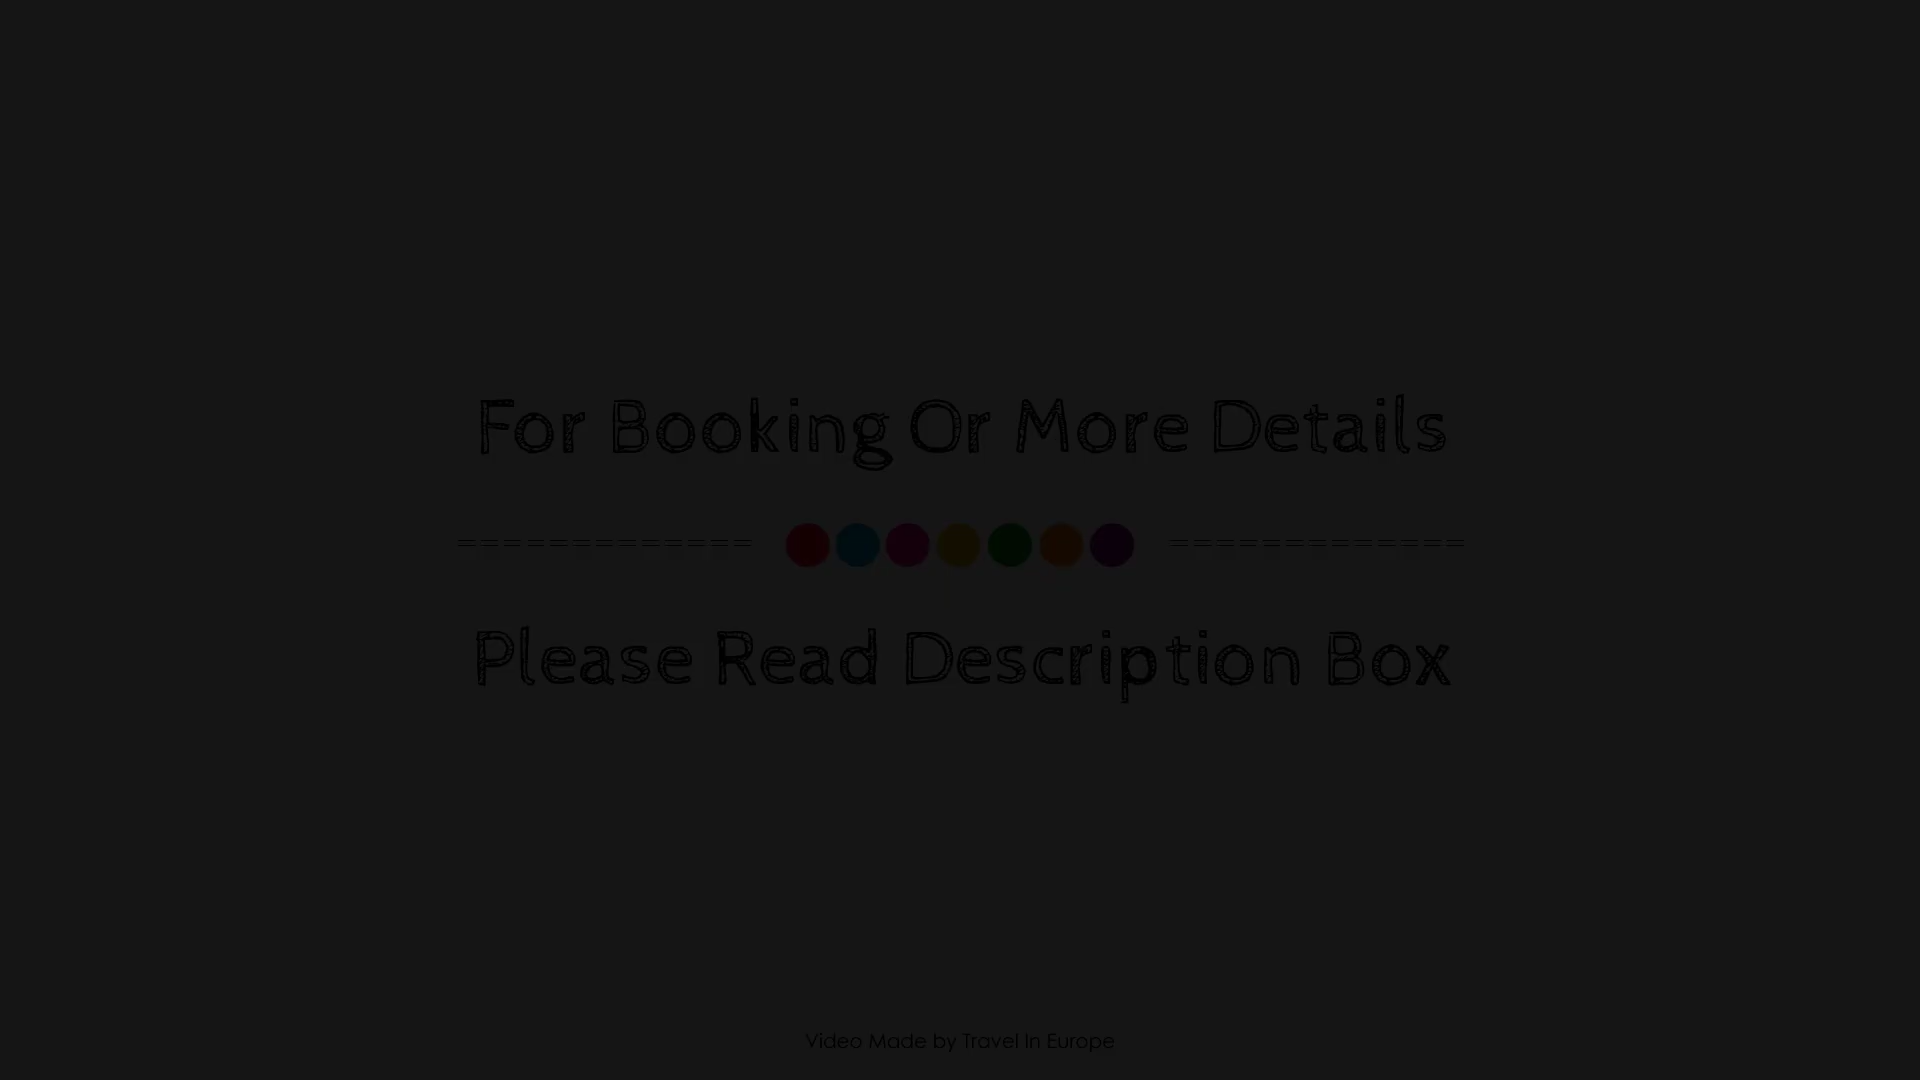 For Booking Or More Details
============= =============
Please Read Description Box
Video Made by Travel In Europe